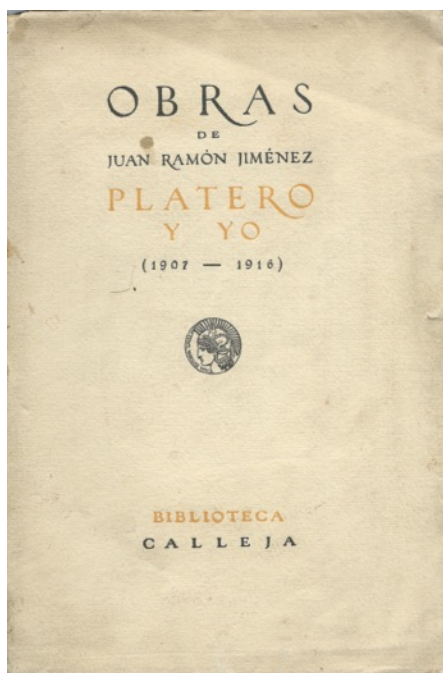 OBRAS
DE
JUAN RAMÓN JIMÉNEZ
PLATERO
Y YO
(1907 — 1916)
BIBLIOTECA
CALLEJA